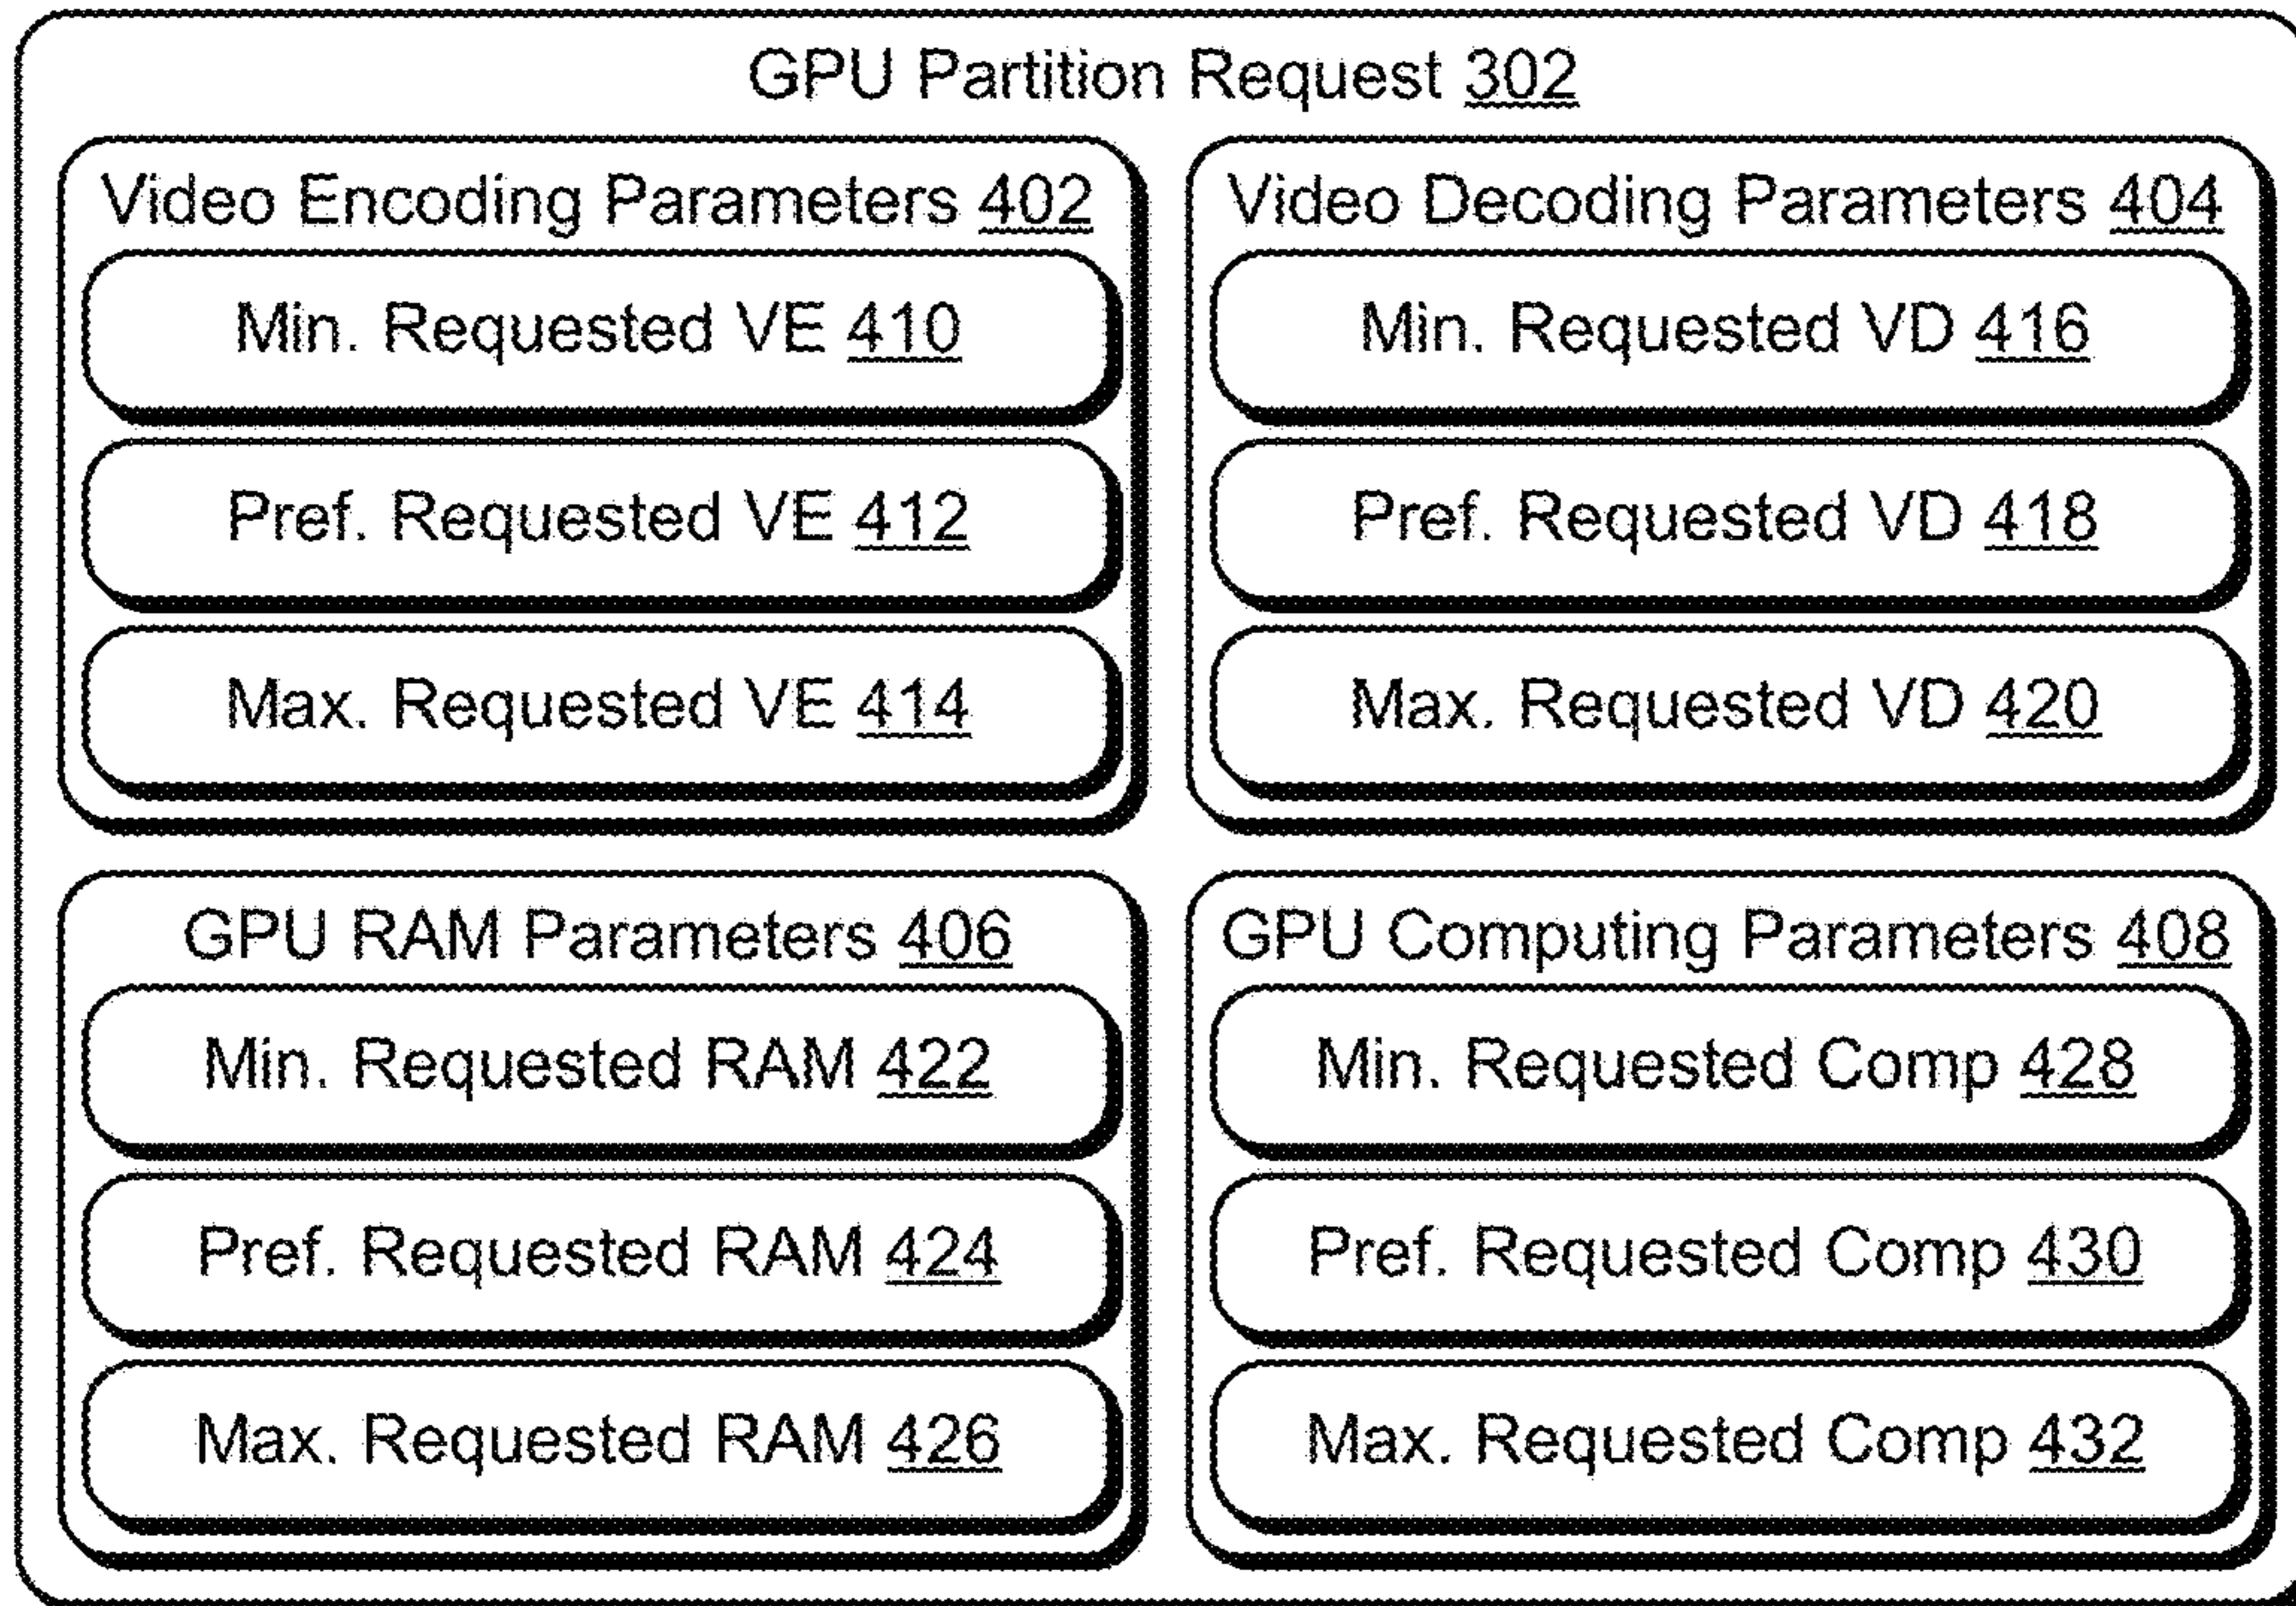 GPU Partition Request 302
Video Encoding Parameters 402
Min. Requested VE 410
Pref. Requested VE 412
Max. Requested VE 414
Video Decoding Parameters 404
Min. Requested VD 416
Pref. Requested VD 418
Max. Requested VD 420
GPU RAM Parameters 406
Min. Requested RAM 422
Pref. Requested RAM 424
Max. Requested RAM 426
GPU Computing Parameters 408
Min. Requested Comp 428
Pref. Requested Comp 430
Max. Requested Comp 432